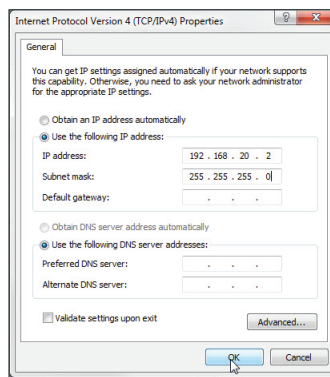 Internet Protocol Version 4 (TCP/IPv4) Properties
General
You can get IP settings assigned automatically if your network supports
this capability. Otherwise, you need to ask your network administrator
for the appropriate IP settings.
Obtain an IP address automatically
Use the following IP address:
IP address: 192 . 168 . 20 . 2
Subnet mask: 255 . 255 . 255 . 0
Default gateway: . . .
Obtain DNS server address automatically
Use the following DNS server addresses:
Preferred DNS server: . . .
Alternate DNS server: . . .
Validate settings upon exit
Advanced...
OK Cancel